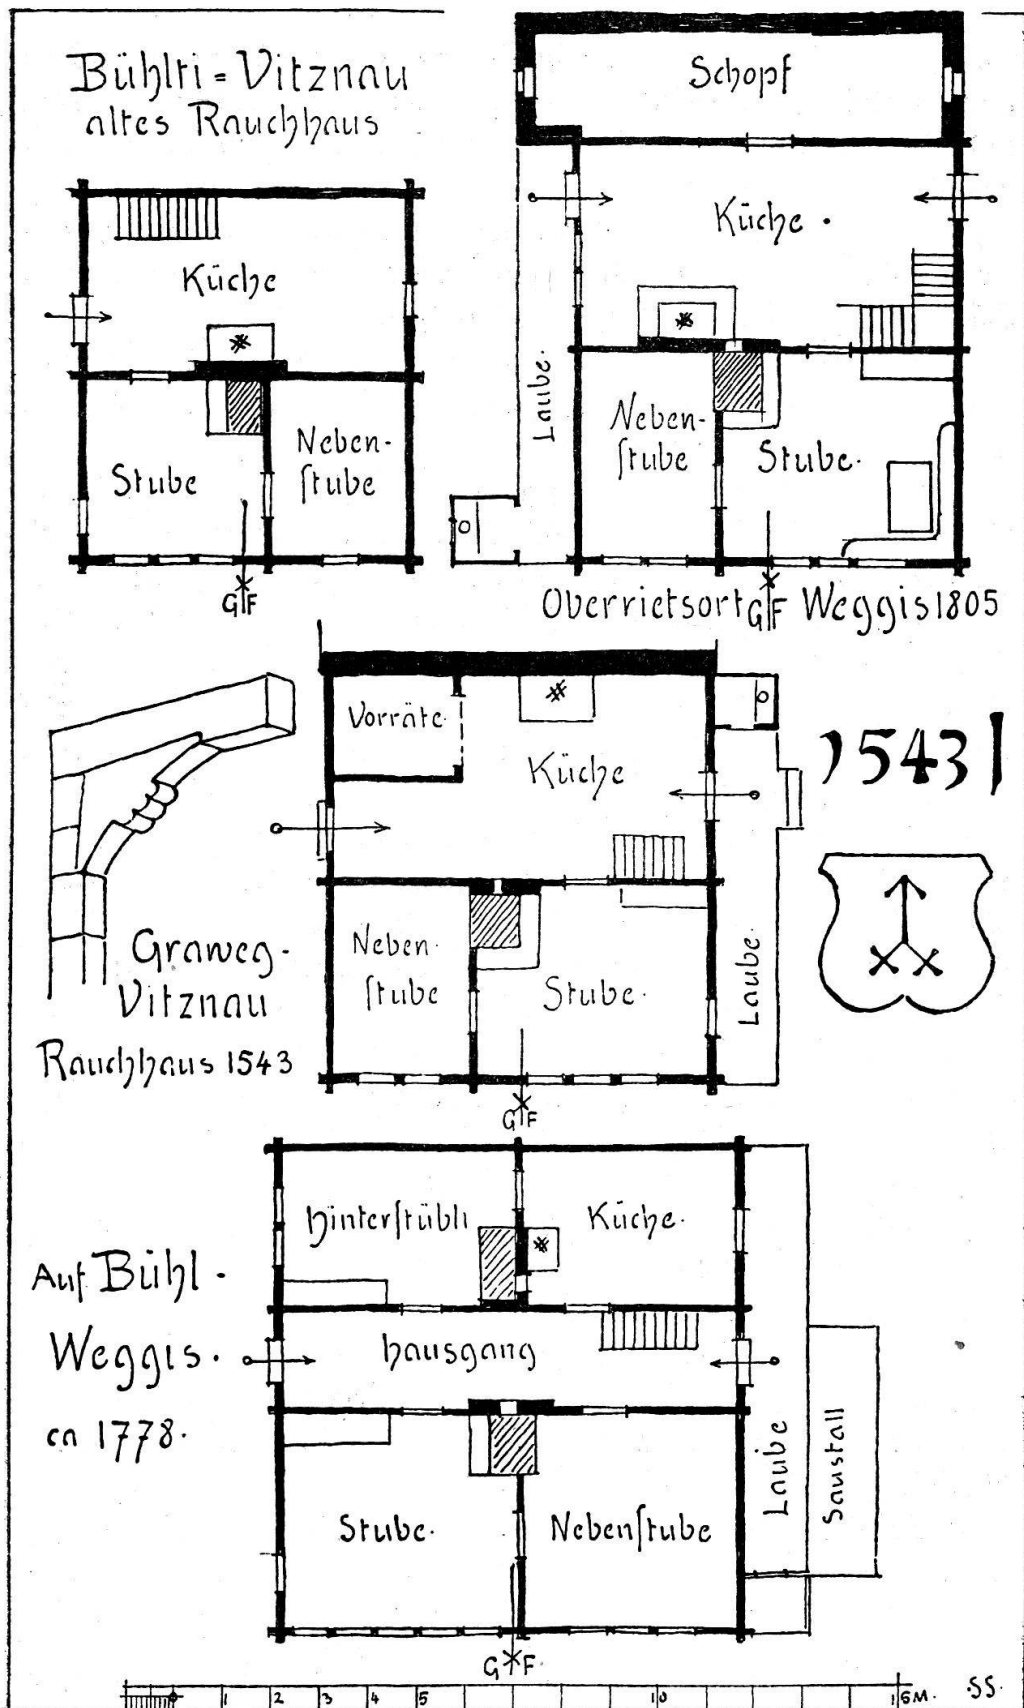 Bühlti = Vitznau
altes Rauchhaus
Küche
Stube
Neben-
stube
G F
Schopf
Küche.
Laube.
Neben-
stube
Stube.
Oberrietsort Weggis 1805
G F
Vorräte.
Küche
Neben.
stube
Stube.
Laube.
G F
Graweg.
Vitznau
Rauchhaus 1543
1543
Auf Bühl.
Weggis.
ca 1778.
Hinterstübli
Küche.
Hausgang
Stube.
Nebenstube
Laube
Saustall
G F
0 1 2 3 4 5 10 16 M.
SS.